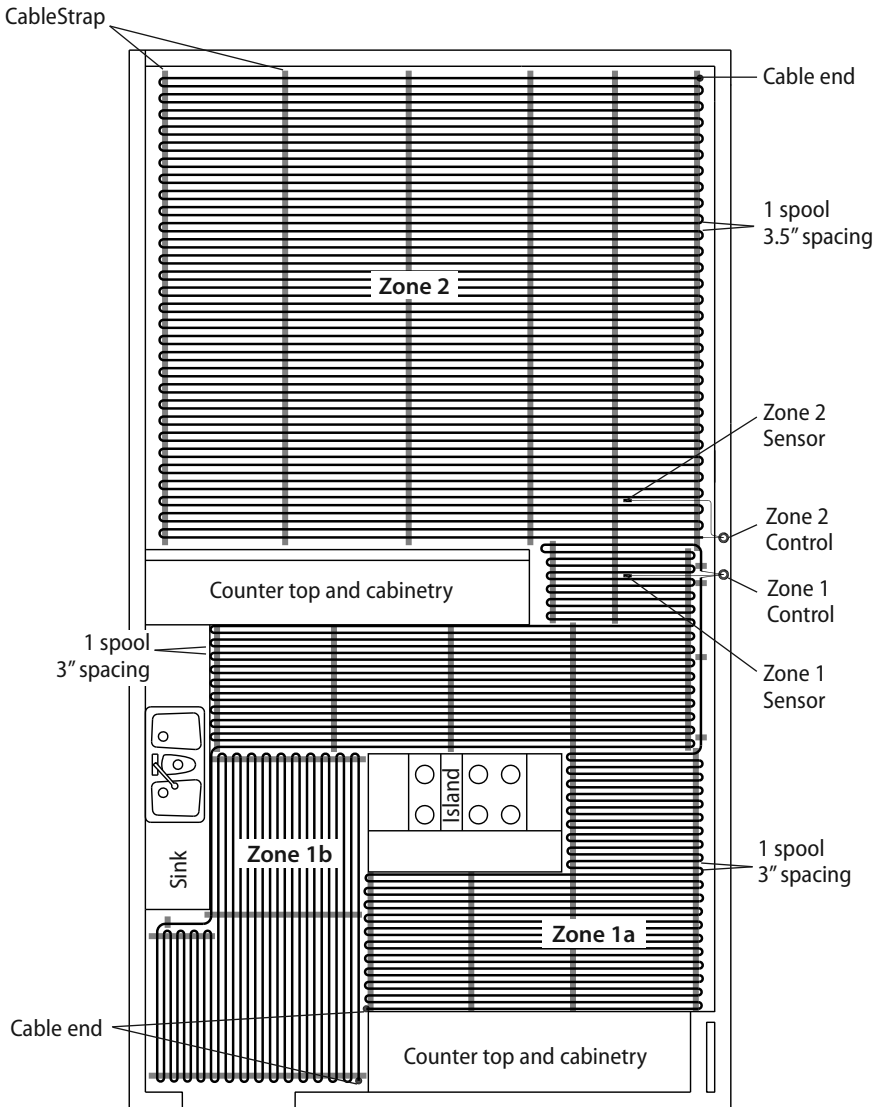 CableStrap
Cable end
1 spool
3.5” spacing
Zone 2
Zone 2
Sensor
Zone 2
Control
Counter top and cabinetry
Zone 1
Control
1 spool
3” spacing
Zone 1
Sensor
Island
Zone 1b
Sink
1 spool
3” spacing
Zone 1a
Cable end
Counter top and cabinetry